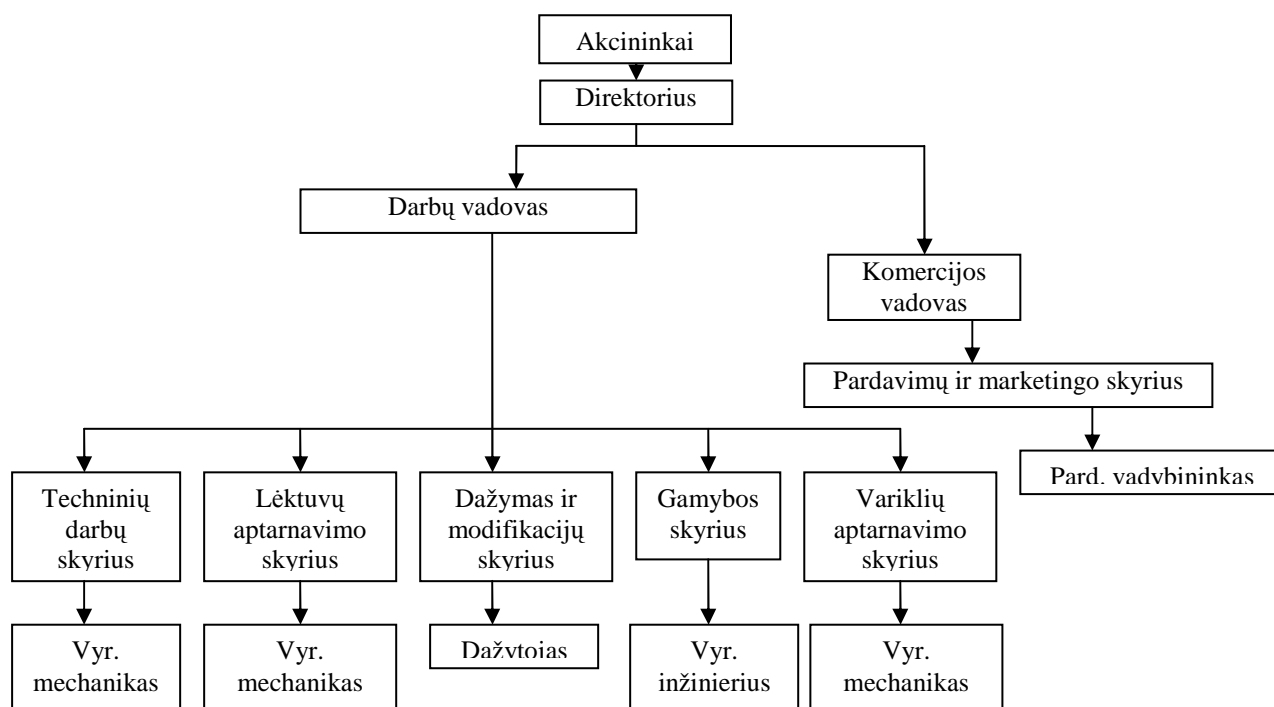 Akcininkai
Direktorius
Darbų vadovas
Komercijos
vadovas
Pardavimų ir marketingo skyrius
Pard. vadybininkas
Techninių
darbų
skyrius
Lėktuvų
aptarnavimo
skyrius
Dažymas ir
modifikacijų
skyrius
Gamybos
skyrius
Variklių
aptarnavimo
skyrius
Vyr.
mechanikas
Vyr.
mechanikas
Dažytojas
Vyr.
inžinierius
Vyr.
mechanikas